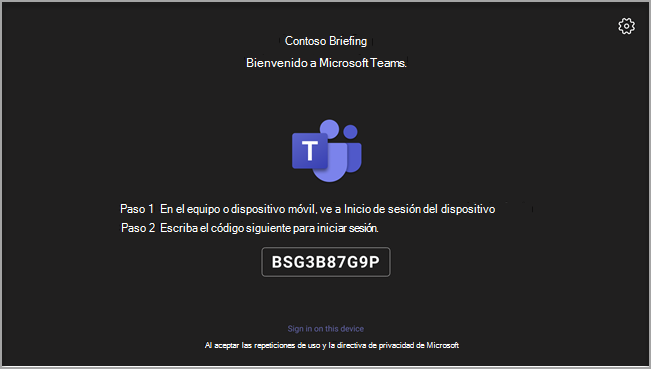 Contoso Briefing
Bienvenido a Microsoft Teams.
T
Paso 1 En el equipo o dispositivo móvil, ve a Inicio de sesión del dispositivo
Paso 2 Escriba el código siguiente para iniciar sesión.
BSG3B87G9P
Sign in on this device
Al aceptar las repeticiones de uso y la directiva de privacidad de Microsoft